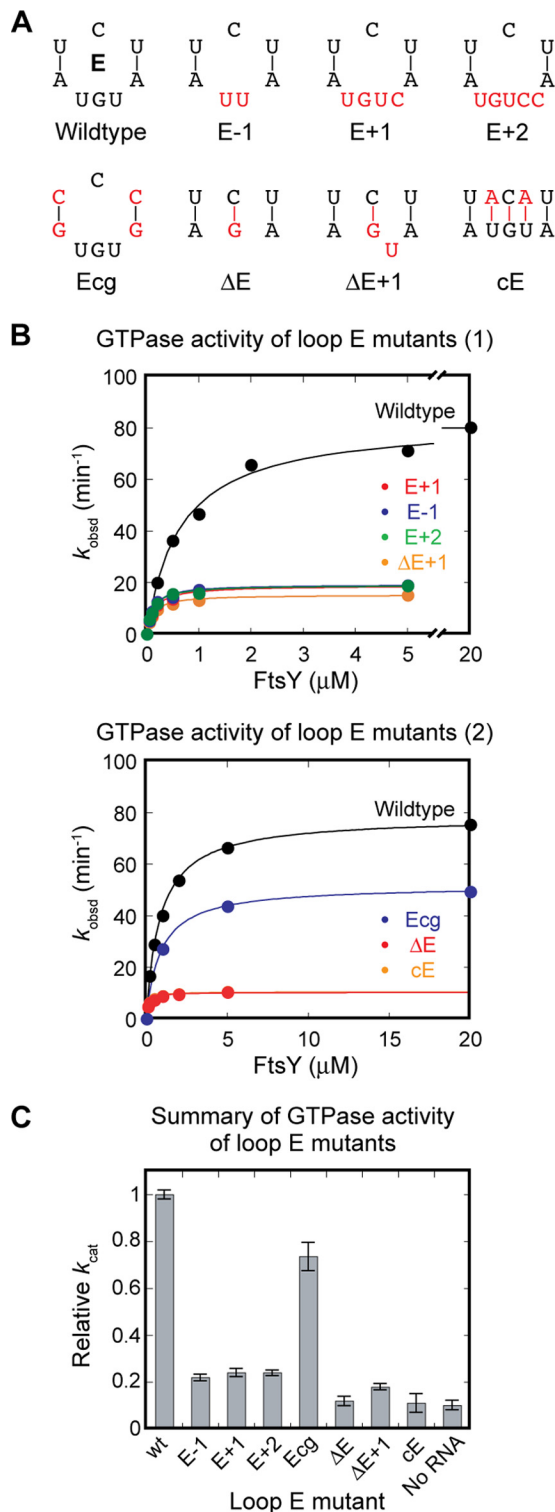 A
C C C C
U E U U U U U U U
A A A A A A A A
UGU UU UGUC UGUCC
Wildtype E-1 E+1 E+2
C C C U C U U C U U A C A U
G G A G A A G A A U G U A
UGU U
Ecg ΔE ΔE+1 cE
B
GTPase activity of loop E mutants (1)
100
Wildtype
80
60
E+1
E-1
40
E+2
ΔE+1
20
0
0 1 2 3 4 5 20
kobsd (min-1)
FtsY (μM)
GTPase activity of loop E mutants (2)
100
Wildtype
80
60
40
Ecg
ΔE
20
cE
0
0 5 10 15 20
kobsd (min-1)
FtsY (μM)
C
Summary of GTPase activity
of loop E mutants
1
0.8
0.6
0.4
0.2
0
Relative kcat
wt E-1 E+1 E+2 Ecg ΔE ΔE+1 cE No RNA
Loop E mutant